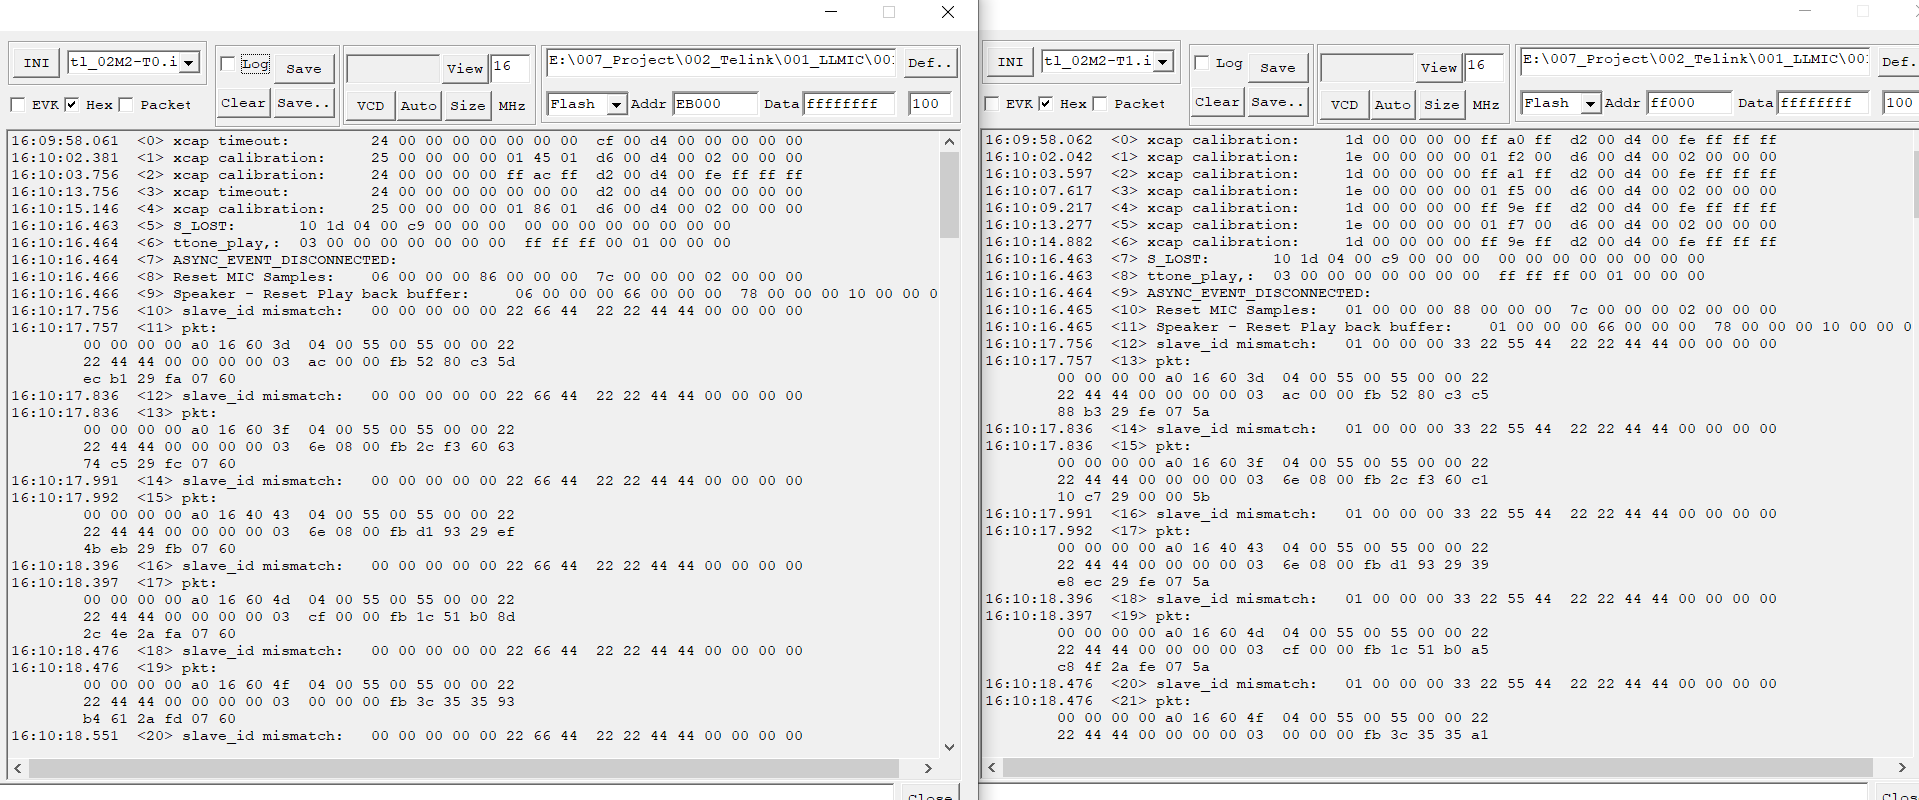 INI tl_02M2-T0.i Log Save View 16 E:\007_Project\002_Telink\001_LLMIC\00 Def..
EVK Hex Packet Clear Save.. VCD Auto Size MHz Flash Addr EB000 Data ffffffff 100
16:09:58.061 <0> xcap timeout: 24 00 00 00 00 00 00 00 cf 00 d4 00 00 00 00 00
16:10:02.381 <1> xcap calibration: 25 00 00 00 00 01 45 01 d6 00 d4 00 02 00 00 00
16:10:03.756 <2> xcap calibration: 24 00 00 00 00 ff ac ff d2 00 d4 00 fe ff ff ff
16:10:13.756 <3> xcap timeout: 24 00 00 00 00 00 00 00 d2 00 d4 00 00 00 00 00
16:10:15.146 <4> xcap calibration: 25 00 00 00 00 01 86 01 d6 00 d4 00 02 00 00 00
16:10:16.463 <5> S_LOST: 10 1d 04 00 c9 00 00 00 00 00 00 00 00 00 00 00
16:10:16.464 <6> ttone_play,: 03 00 00 00 00 00 00 00 ff ff ff 00 01 00 00 00
16:10:16.464 <7> ASYNC_EVENT_DISCONNECTED:
16:10:16.466 <8> Reset MIC Samples: 06 00 00 00 86 00 00 00 7c 00 00 00 02 00 00 00
16:10:16.466 <9> Speaker - Reset Play back buffer: 06 00 00 00 66 00 00 00 78 00 00 00 10 00 00 0
16:10:17.756 <10> slave_id mismatch: 00 00 00 00 00 22 66 44 22 22 44 44 00 00 00 00
16:10:17.757 <11> pkt:
00 00 00 00 a0 16 60 3d 04 00 55 00 55 00 00 22
22 44 44 00 00 00 00 03 ac 00 00 fb 52 80 c3 5d
ec b1 29 fa 07 60
16:10:17.836 <12> slave_id mismatch: 00 00 00 00 00 22 66 44 22 22 44 44 00 00 00 00
16:10:17.836 <13> pkt:
00 00 00 00 a0 16 60 3f 04 00 55 00 55 00 00 22
22 44 44 00 00 00 00 03 6e 08 00 fb 2c f3 60 63
74 c5 29 fc 07 60
16:10:17.991 <14> slave_id mismatch: 00 00 00 00 00 22 66 44 22 22 44 44 00 00 00 00
16:10:17.992 <15> pkt:
00 00 00 00 a0 16 40 43 04 00 55 00 55 00 00 22
22 44 44 00 00 00 00 03 6e 08 00 fb d1 93 29 ef
4b eb 29 fb 07 60
16:10:18.396 <16> slave_id mismatch: 00 00 00 00 00 22 66 44 22 22 44 44 00 00 00 00
16:10:18.397 <17> pkt:
00 00 00 00 a0 16 60 4d 04 00 55 00 55 00 00 22
22 44 44 00 00 00 00 03 cf 00 00 fb 1c 51 b0 8d
2c 4e 2a fa 07 60
16:10:18.476 <18> slave_id mismatch: 00 00 00 00 00 22 66 44 22 22 44 44 00 00 00 00
16:10:18.476 <19> pkt:
00 00 00 00 a0 16 60 4f 04 00 55 00 55 00 00 22
22 44 44 00 00 00 00 03 00 00 00 fb 3c 35 35 93
b4 61 2a fd 07 60
16:10:18.551 <20> slave_id mismatch: 00 00 00 00 00 22 66 44 22 22 44 44 00 00 00 00
Close
INI tl_02M2-T1.i Log Save View 16 E:\007_Project\002_Telink\001_LLMIC\00 Def.
EVK Hex Packet Clear Save.. VCD Auto Size MHz Flash Addr ff000 Data ffffffff 100
16:09:58.062 <0> xcap calibration: 1d 00 00 00 00 ff a0 ff d2 00 d4 00 fe ff ff ff
16:10:02.042 <1> xcap calibration: 1e 00 00 00 00 01 f2 00 d6 00 d4 00 02 00 00 00
16:10:03.597 <2> xcap calibration: 1d 00 00 00 00 ff a1 ff d2 00 d4 00 fe ff ff ff
16:10:07.617 <3> xcap calibration: 1e 00 00 00 00 01 f5 00 d6 00 d4 00 02 00 00 00
16:10:09.217 <4> xcap calibration: 1d 00 00 00 00 ff 9e ff d2 00 d4 00 fe ff ff ff
16:10:13.277 <5> xcap calibration: 1e 00 00 00 00 01 f7 00 d6 00 d4 00 02 00 00 00
16:10:14.882 <6> xcap calibration: 1d 00 00 00 00 ff 9e ff d2 00 d4 00 fe ff ff ff
16:10:16.463 <7> S_LOST: 10 1d 04 00 c9 00 00 00 00 00 00 00 00 00 00 00
16:10:16.463 <8> ttone_play,: 03 00 00 00 00 00 00 00 ff ff ff 00 01 00 00 00
16:10:16.464 <9> ASYNC_EVENT_DISCONNECTED:
16:10:16.465 <10> Reset MIC Samples: 01 00 00 00 88 00 00 00 7c 00 00 00 02 00 00 00
16:10:16.465 <11> Speaker - Reset Play back buffer: 01 00 00 00 66 00 00 00 78 00 00 00 10 00 00 0
16:10:17.756 <12> slave_id mismatch: 01 00 00 00 33 22 55 44 22 22 44 44 00 00 00 00
16:10:17.757 <13> pkt:
00 00 00 00 a0 16 60 3d 04 00 55 00 55 00 00 22
22 44 44 00 00 00 00 03 ac 00 00 fb 52 80 c3 c5
88 b3 29 fe 07 5a
16:10:17.836 <14> slave_id mismatch: 01 00 00 00 33 22 55 44 22 22 44 44 00 00 00 00
16:10:17.836 <15> pkt:
00 00 00 00 a0 16 60 3f 04 00 55 00 55 00 00 22
22 44 44 00 00 00 00 03 6e 08 00 fb 2c f3 60 c1
10 c7 29 00 00 5b
16:10:17.991 <16> slave_id mismatch: 01 00 00 00 33 22 55 44 22 22 44 44 00 00 00 00
16:10:17.992 <17> pkt:
00 00 00 00 a0 16 40 43 04 00 55 00 55 00 00 22
22 44 44 00 00 00 00 03 6e 08 00 fb d1 93 29 39
e8 ec 29 fe 07 5a
16:10:18.396 <18> slave_id mismatch: 01 00 00 00 33 22 55 44 22 22 44 44 00 00 00 00
16:10:18.397 <19> pkt:
00 00 00 00 a0 16 60 4d 04 00 55 00 55 00 00 22
22 44 44 00 00 00 00 03 cf 00 00 fb 1c 51 b0 a5
c8 4f 2a fe 07 5a
16:10:18.476 <20> slave_id mismatch: 01 00 00 00 33 22 55 44 22 22 44 44 00 00 00 00
16:10:18.476 <21> pkt:
00 00 00 00 a0 16 60 4f 04 00 55 00 55 00 00 22
22 44 44 00 00 00 00 03 00 00 00 fb 3c 35 35 a1